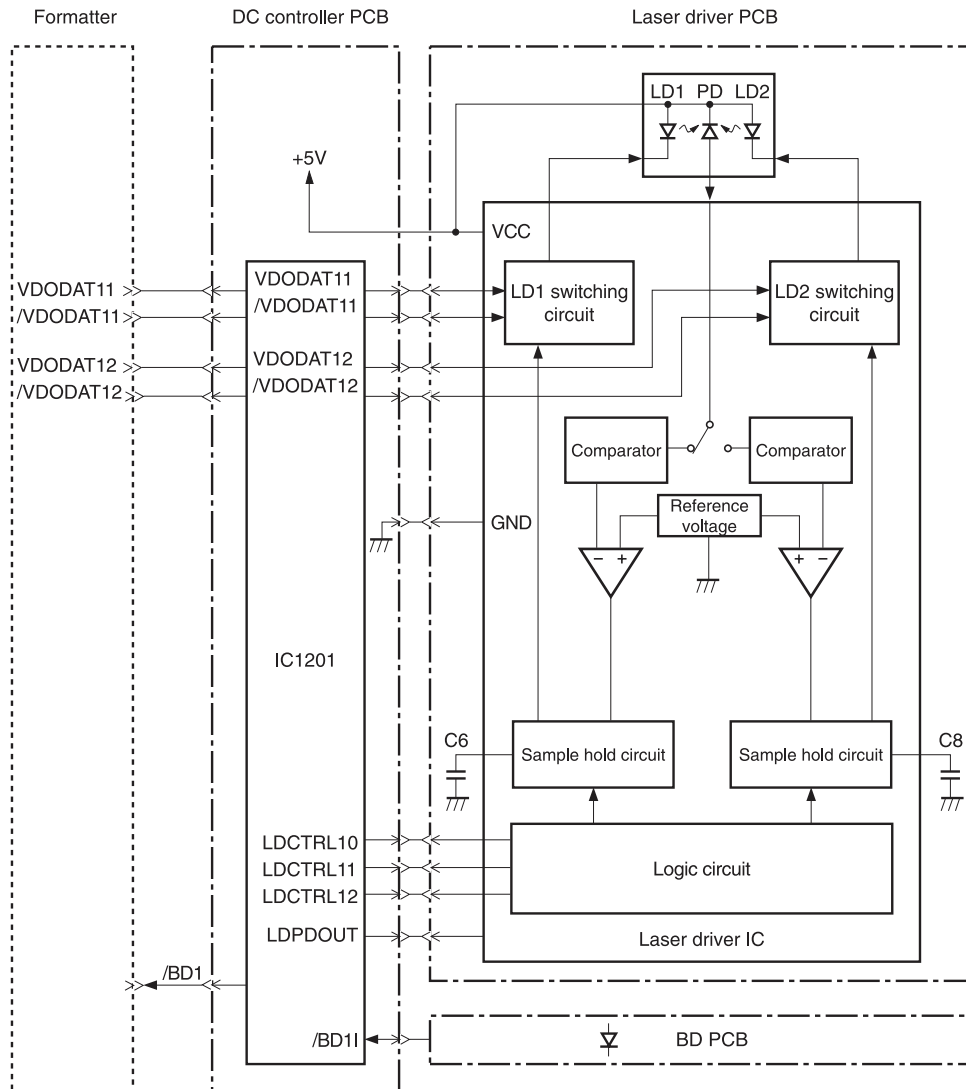 Formatter
DC controller PCB
Laser driver PCB
LD1 PD LD2
+5V
VCC
VDODAT11
/VDODAT11
VDODAT12
/VDODAT12
VDODAT11
/VDODAT11
VDODAT12
/VDODAT12
LD1 switching
circuit
LD2 switching
circuit
Comparator
Comparator
Reference
voltage
GND
− +
+ −
IC1201
C6
Sample hold circuit
Sample hold circuit
C8
LDCTRL10
LDCTRL11
LDCTRL12
Logic circuit
LDPDOUT
Laser driver IC
/BD1
/BD1I
BD PCB